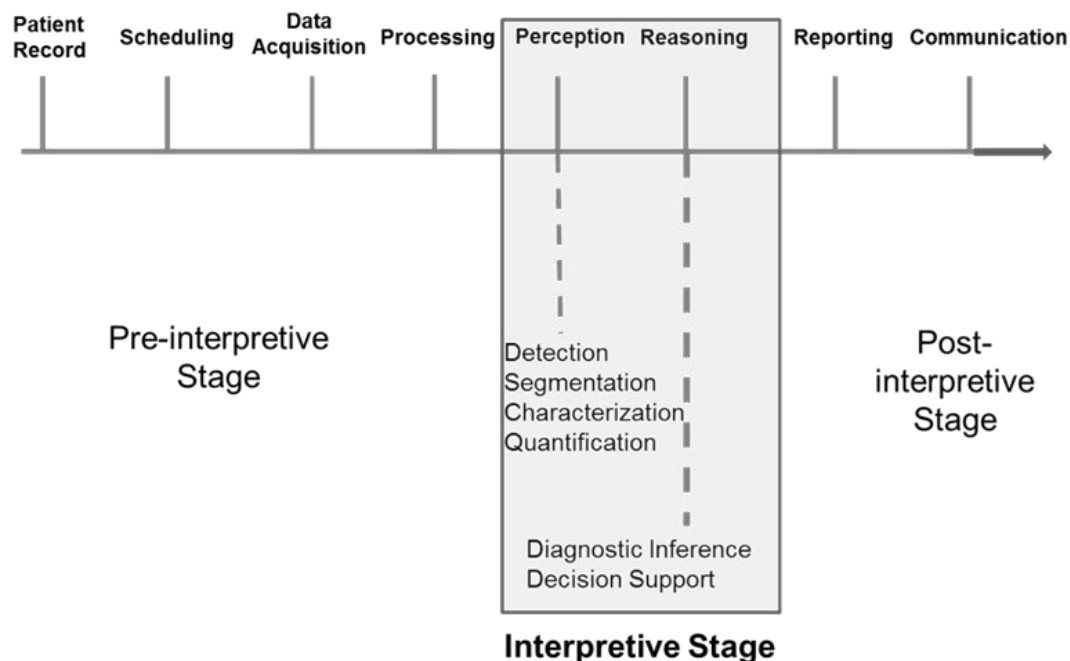 Patient
Record
Scheduling
Data
Acquisition
Processing
Perception
Reasoning
Reporting
Communication
Pre-interpretive
Stage
Detection
Segmentation
Characterization
Quantification
Diagnostic Inference
Decision Support
Post-
interpretive
Stage
Interpretive Stage